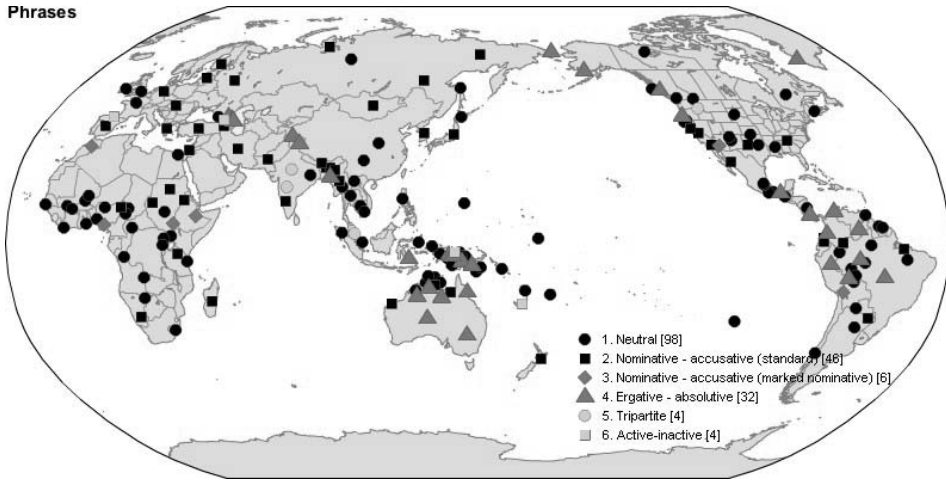 Phrases
1. Neutral [98]
2. Nominative - accusative (standard) [46]
3. Nominative - accusative (marked nominative) [6]
4. Ergative - absolutive [32]
5. Tripartite [4]
6. Active-inactive [4]